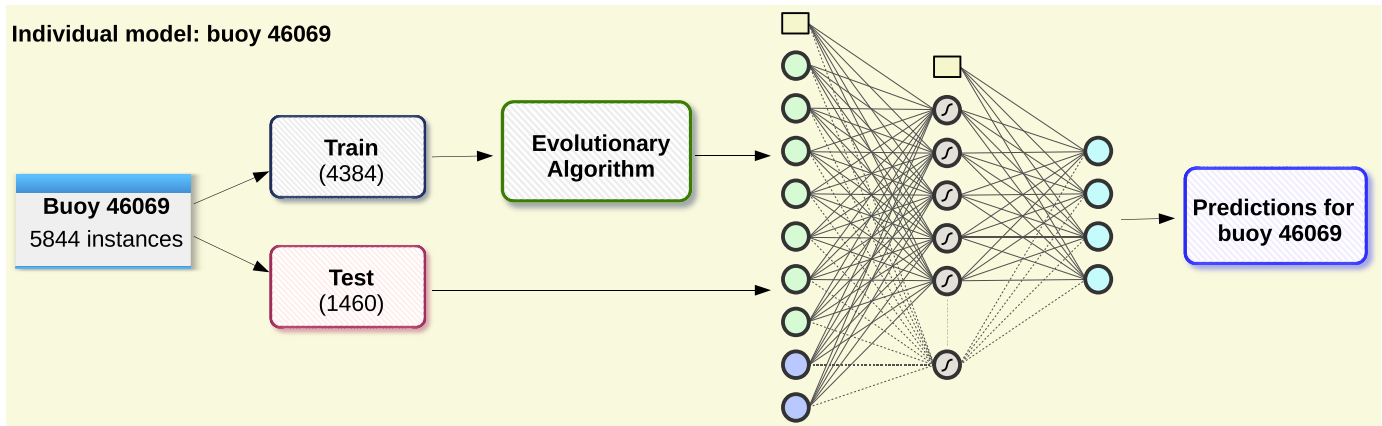 Individual model: buoy 46069
Buoy 46069
5844 instances
Train
(4384)
Test
(1460)
Evolutionary
Algorithm
Predictions for
buoy 46069